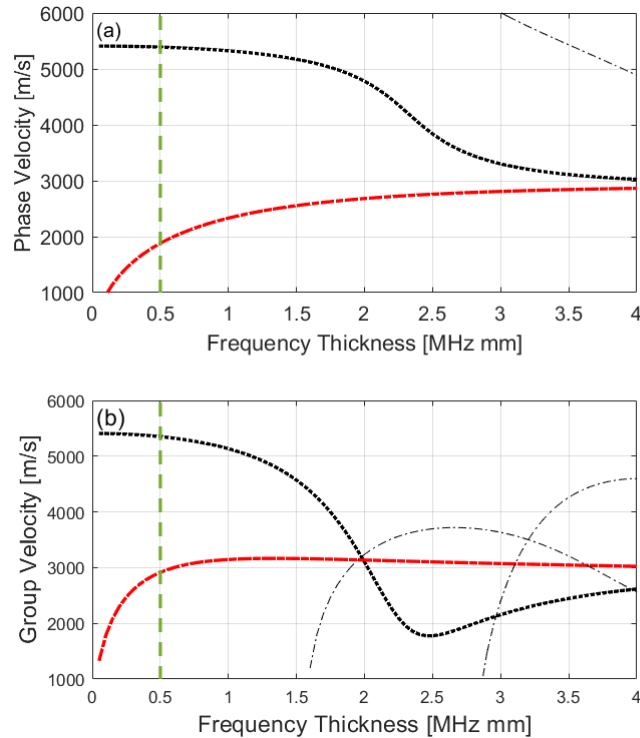 (a)
6000
5000
4000
3000
2000
1000
Phase Velocity [m/s]
0 0.5 1 1.5 2 2.5 3 3.5 4
Frequency Thickness [MHz mm]
(b)
6000
5000
4000
3000
2000
1000
Group Velocity [m/s]
0 0.5 1 1.5 2 2.5 3 3.5 4
Frequency Thickness [MHz mm]